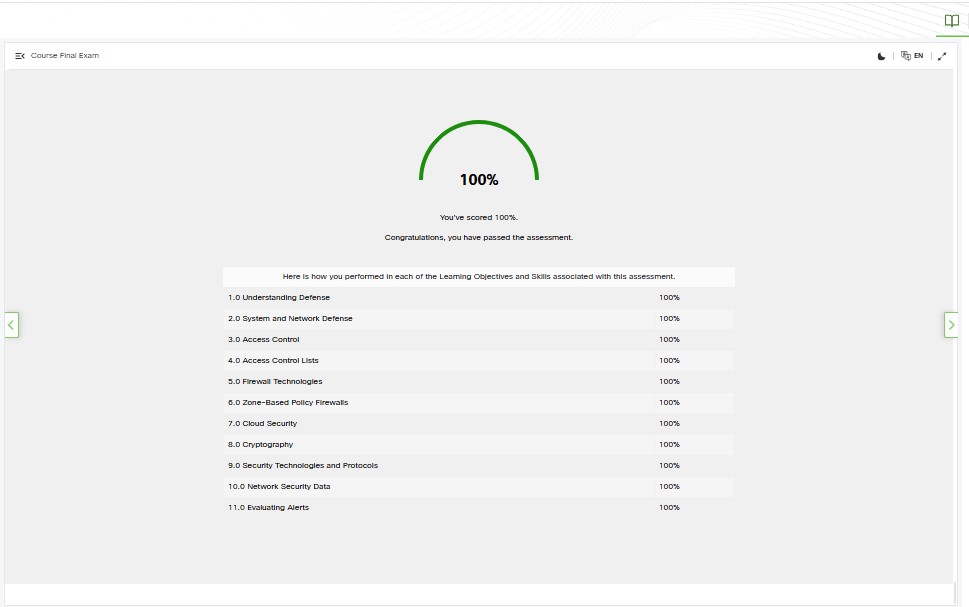 Course Final Exam
EN
100%
You've scored 100%.
Congratulations, you have passed the assessment.
Here is how you performed in each of the Learning Objectives and Skills associated with this assessment.
1.0 Understanding Defense 100%
2.0 System and Network Defense 100%
3.0 Access Control 100%
4.0 Access Control Lists 100%
5.0 Firewall Technologies 100%
6.0 Zone-Based Policy Firewalls 100%
7.0 Cloud Security 100%
8.0 Cryptography 100%
9.0 Security Technologies and Protocols 100%
10.0 Network Security Data 100%
11.0 Evaluating Alerts 100%